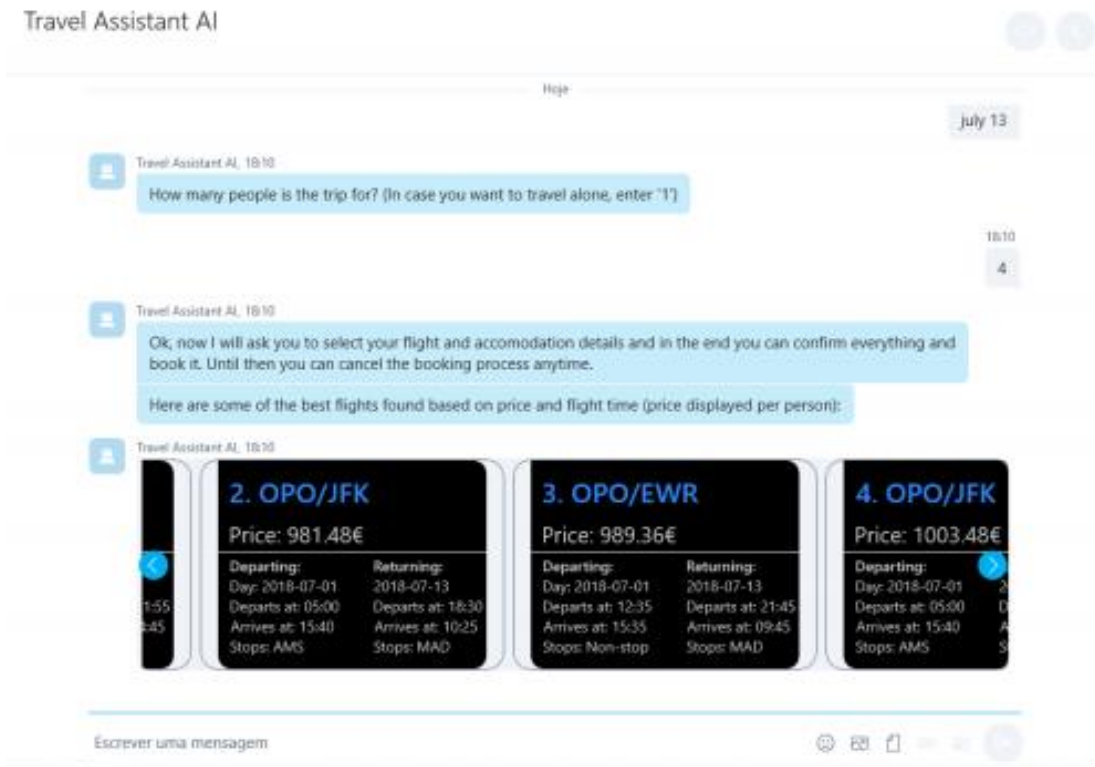 Travel Assistant AI
Hoje
july 13
Travel Assistant AI, 18:10
How many people is the trip for? (In case you want to travel alone, enter '1')
18:10
4
Travel Assistant AI, 18:10
Ok, now I will ask you to select your flight and accomodation details and in the end you can confirm everything and
book it. Until then you can cancel the booking process anytime.
Here are some of the best flights found based on price and flight time (price displayed per person):
Travel Assistant AI, 18:10
1:55
:45
2. OPO/JFK
Price: 981.48€
Departing: Returning:
Day: 2018-07-01 2018-07-13
Departs at: 05:00 Departs at: 18:30
Arrives at: 15:40 Arrives at: 10:25
Stops: AMS Stops: MAD
3. OPO/EWR
Price: 989.36€
Departing: Returning:
Day: 2018-07-01 2018-07-13
Departs at: 12:35 Departs at: 21:45
Arrives at: 15:35 Arrives at: 09:45
Stops: Non-stop Stops: MAD
4. OPO/JFK
Price: 1003.48€
Departing:
Day: 2018-07-01 2
Departs at: 05:00 D
Arrives at: 15:40 A
Stops: AMS S
Escrever uma mensagem